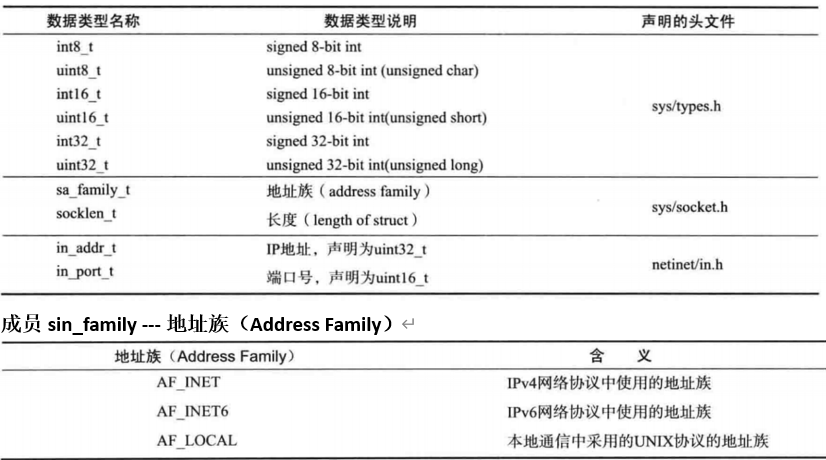 数据类型名称 数据类型说明 声明的头文件
int8_t signed 8-bit int
uint8_t unsigned 8-bit int (unsigned char)
int16_t signed 16-bit int
uint16_t unsigned 16-bit int(unsigned short) sys/types.h
int32_t signed 32-bit int
uint32_t unsigned 32-bit int(unsigned long)
sa_family_t 地址族（address family）
socklen_t 长度（length of struct） sys/socket.h
in_addr_t IP地址，声明为uint32_t
in_port_t 端口号，声明为uint16_t netinet/in.h
成员 sin_family --- 地址族（Address Family）↵
地址族（Address Family） 含 义
AF_INET IPv4网络协议中使用的地址族
AF_INET6 IPv6网络协议中使用的地址族
AF_LOCAL 本地通信中采用的UNIX协议的地址族